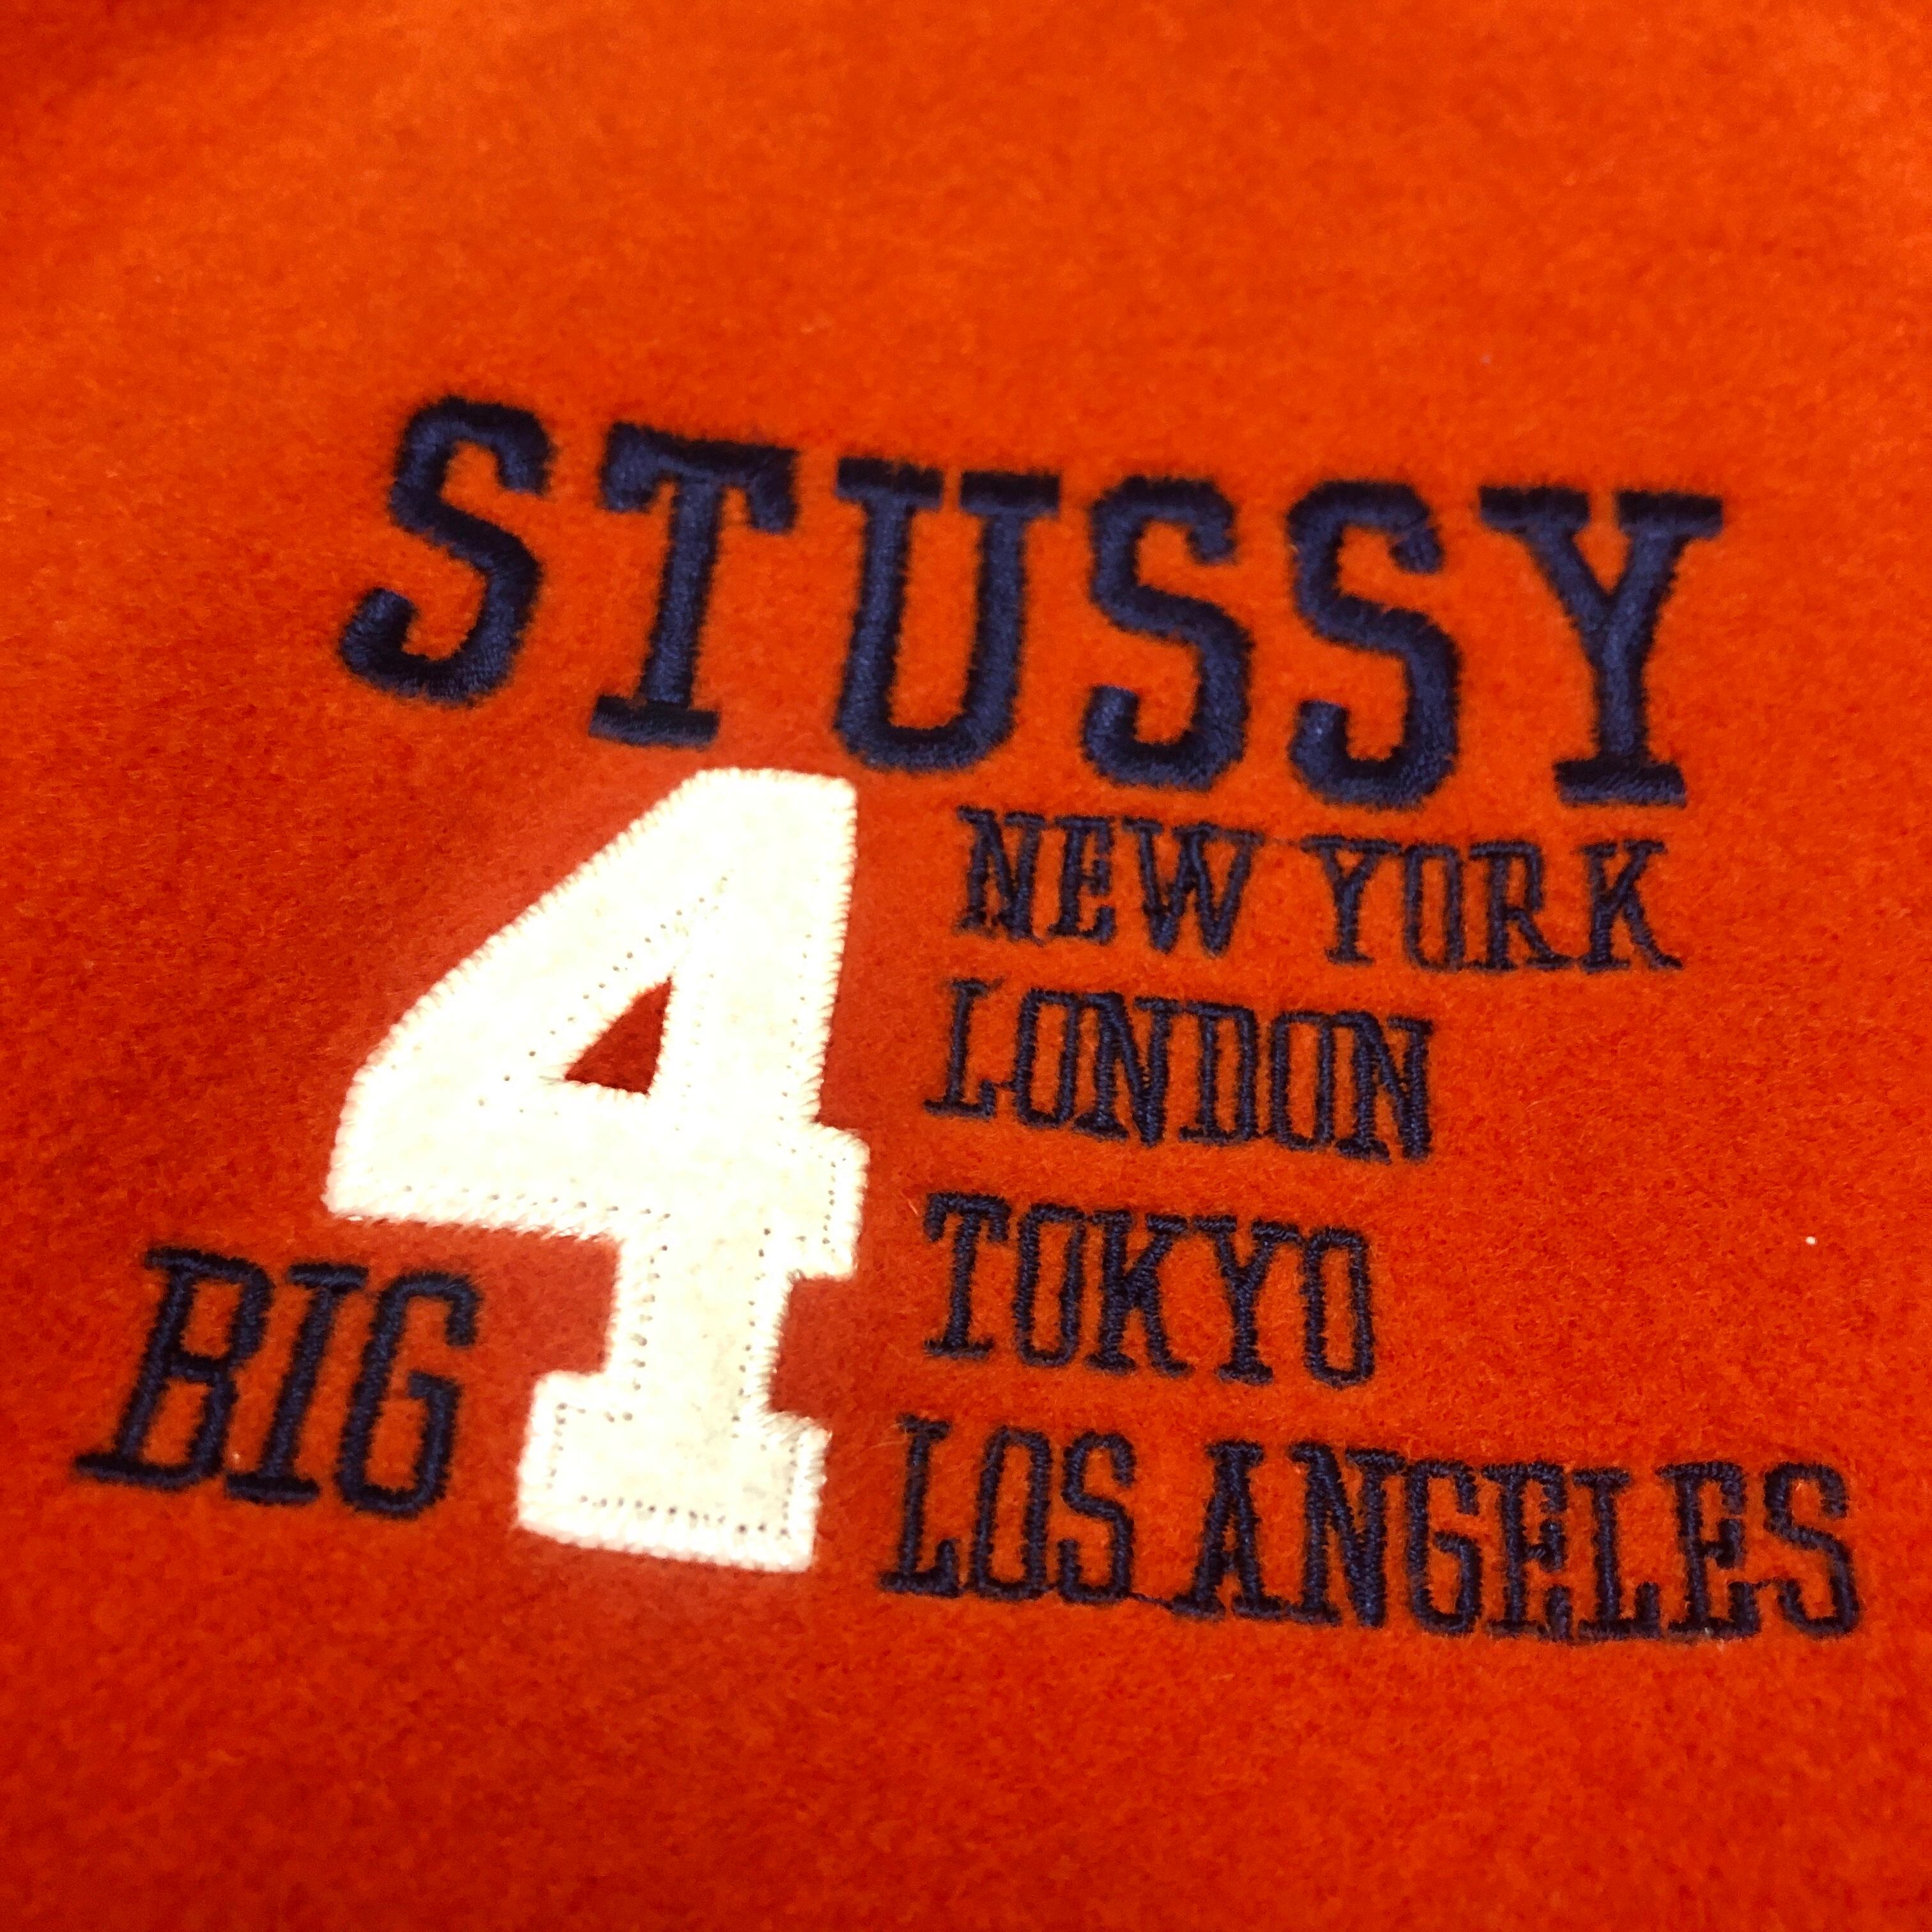 STUSSY
BIG 4
NEW YORK
LONDON
TOKYO
LOS ANGELES